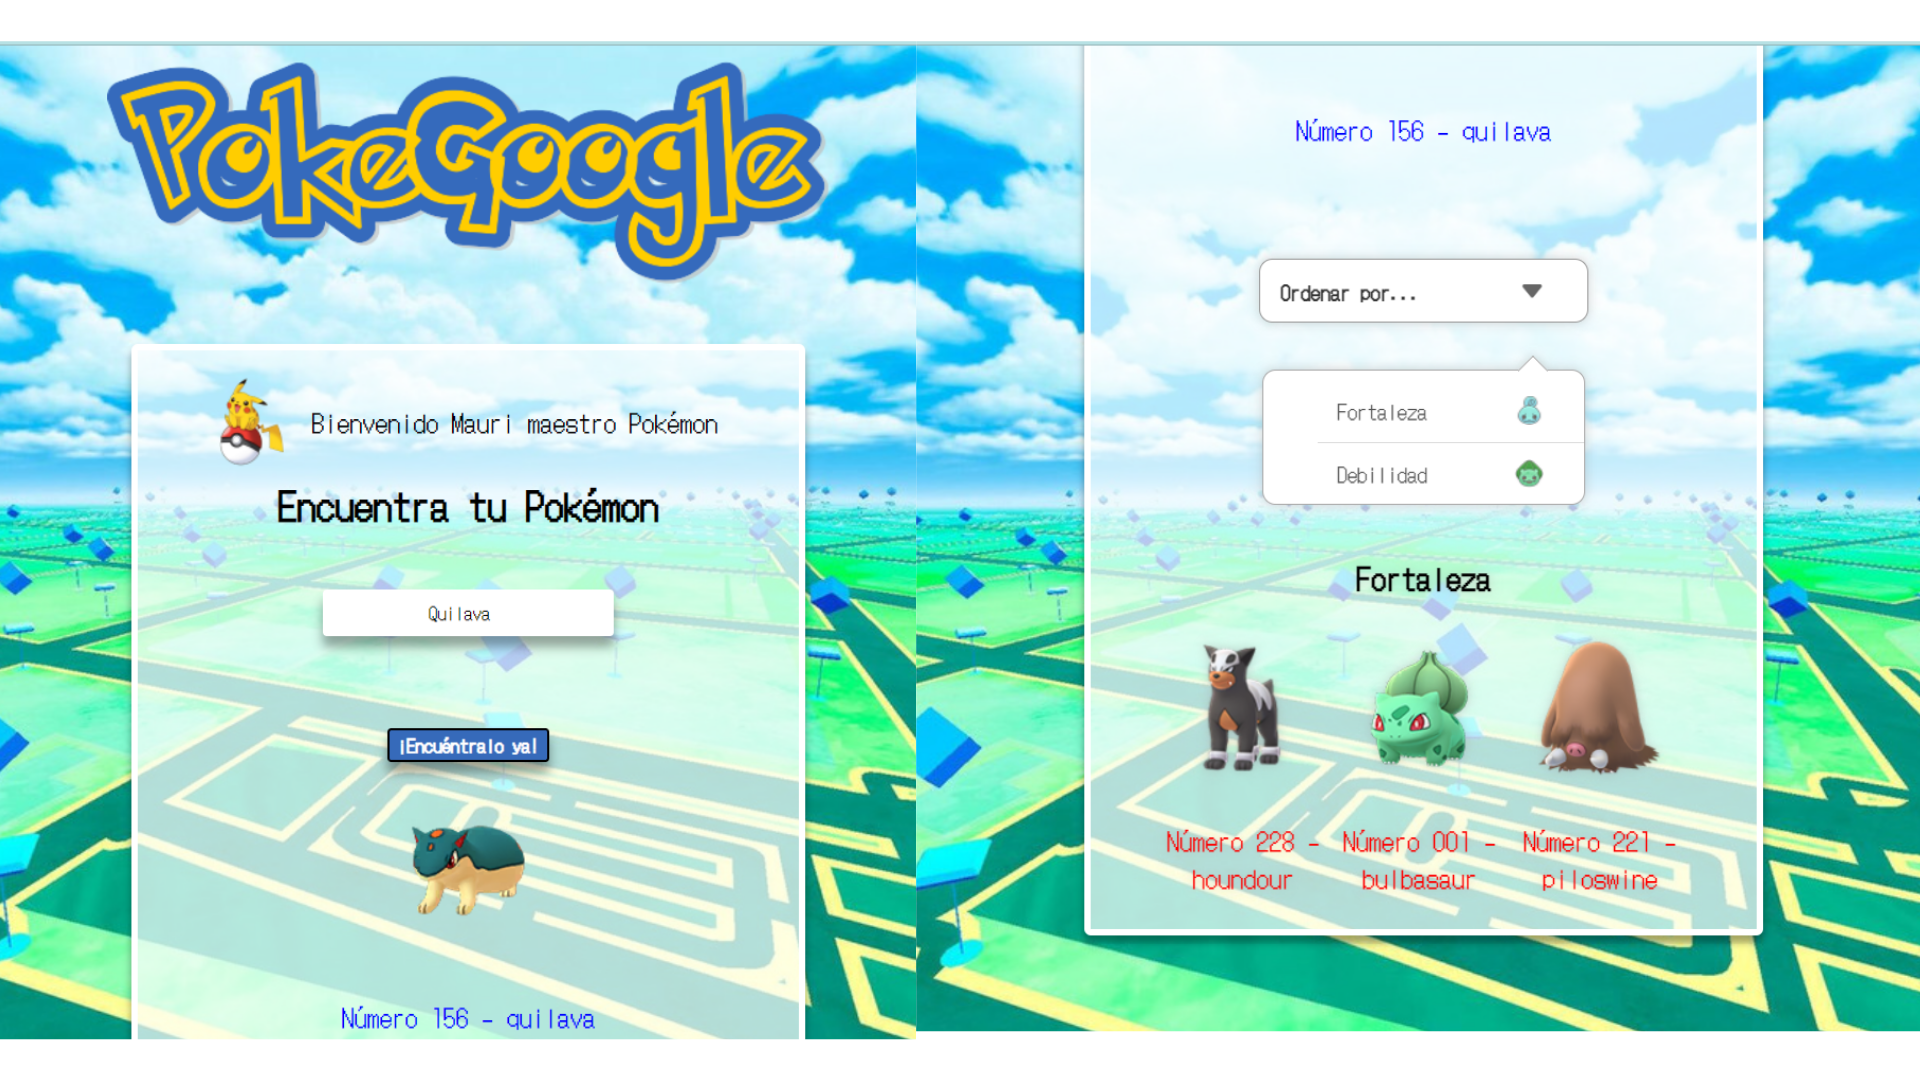 PokeGoogle
Bienvenido Mauri maestro Pokémon
Encuentra tu Pokémon
Quilava
¡Encuéntralo ya!
Número 156 - quilava
Número 156 - quilava
Ordenar por...
Fortaleza
Debilidad
Fortaleza
Número 228 -
houndour
Número 001 -
bulbasaur
Número 221 -
piloswine